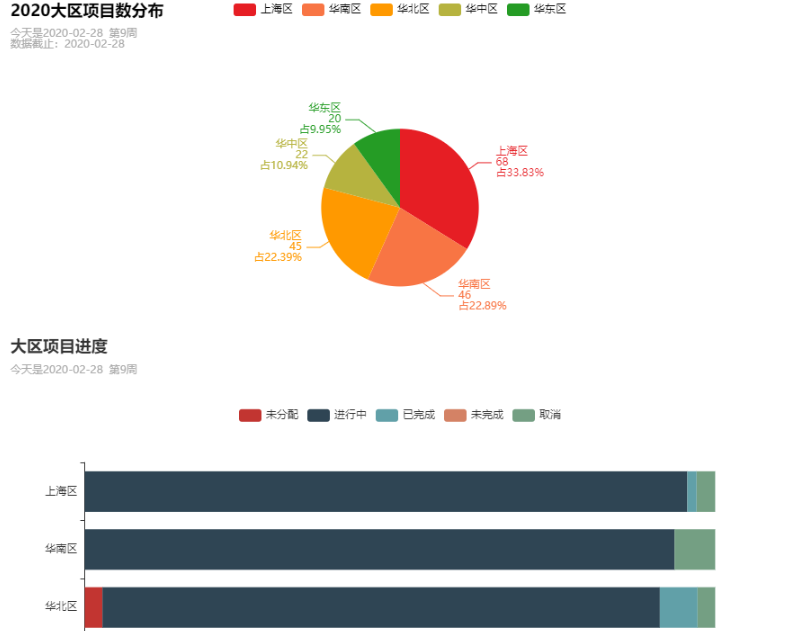 2020大区项目数分布
上海区 华南区 华北区 华中区 华东区
今天是2020-02-28 第9周
数据截止：2020-02-28
华东区
20
占9.95%
华中区
22
占10.94%
上海区
68
占33.83%
华北区
45
占22.39%
华南区
46
占22.89%
大区项目进度
今天是2020-02-28 第9周
未分配 进行中 已完成 未完成 取消
上海区
华南区
华北区